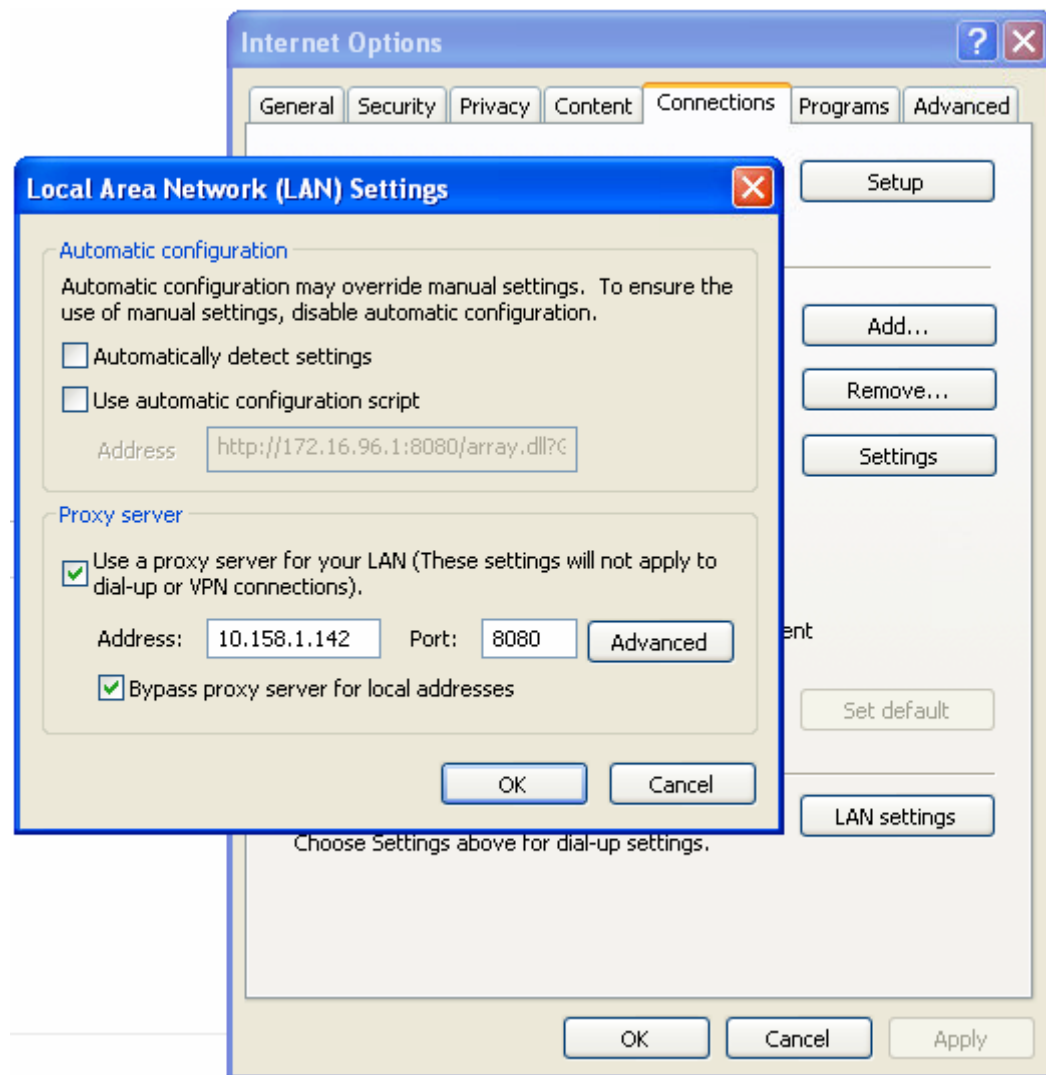 Internet Options
General Security Privacy Content Connections Programs Advanced
Setup
Add...
Remove...
Settings
Set default
LAN settings
Choose Settings above for dial-up settings.
OK Cancel Apply
Local Area Network (LAN) Settings
Automatic configuration
Automatic configuration may override manual settings. To ensure the
use of manual settings, disable automatic configuration.
Automatically detect settings
Use automatic configuration script
Address http://172.16.96.1:8080/array.dll?
Proxy server
Use a proxy server for your LAN (These settings will not apply to
dial-up or VPN connections).
Address: 10.158.1.142 Port: 8080 Advanced
Bypass proxy server for local addresses
OK Cancel